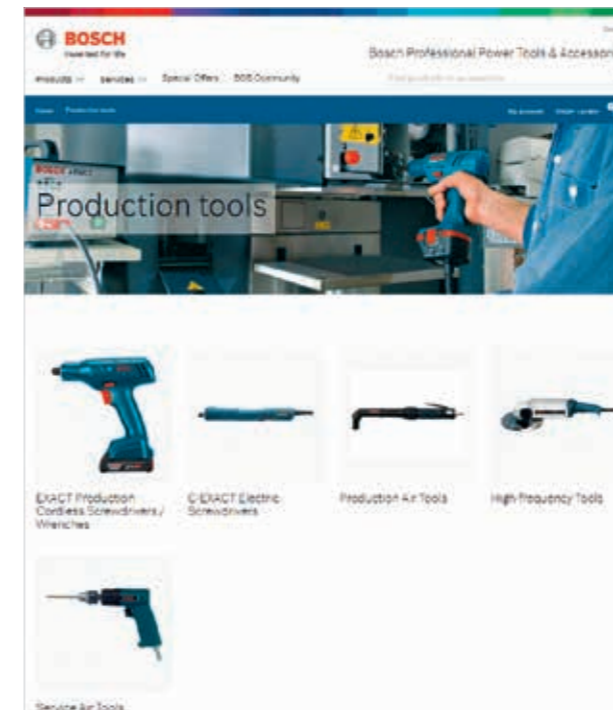 BOSCH
Invented for life
Bosch Professional Power Tools & Accessori
Products
Services
Special Offers
BOB Community
Home
Production tools
My account
Dealer Locator
BOSCH
Production tools
EXACT Production
Cordless Screwdrivers /
Wrenches
C-EXACT Electric
Screwdrivers
Production Air Tools
High-frequency Tools
Service Air Tools